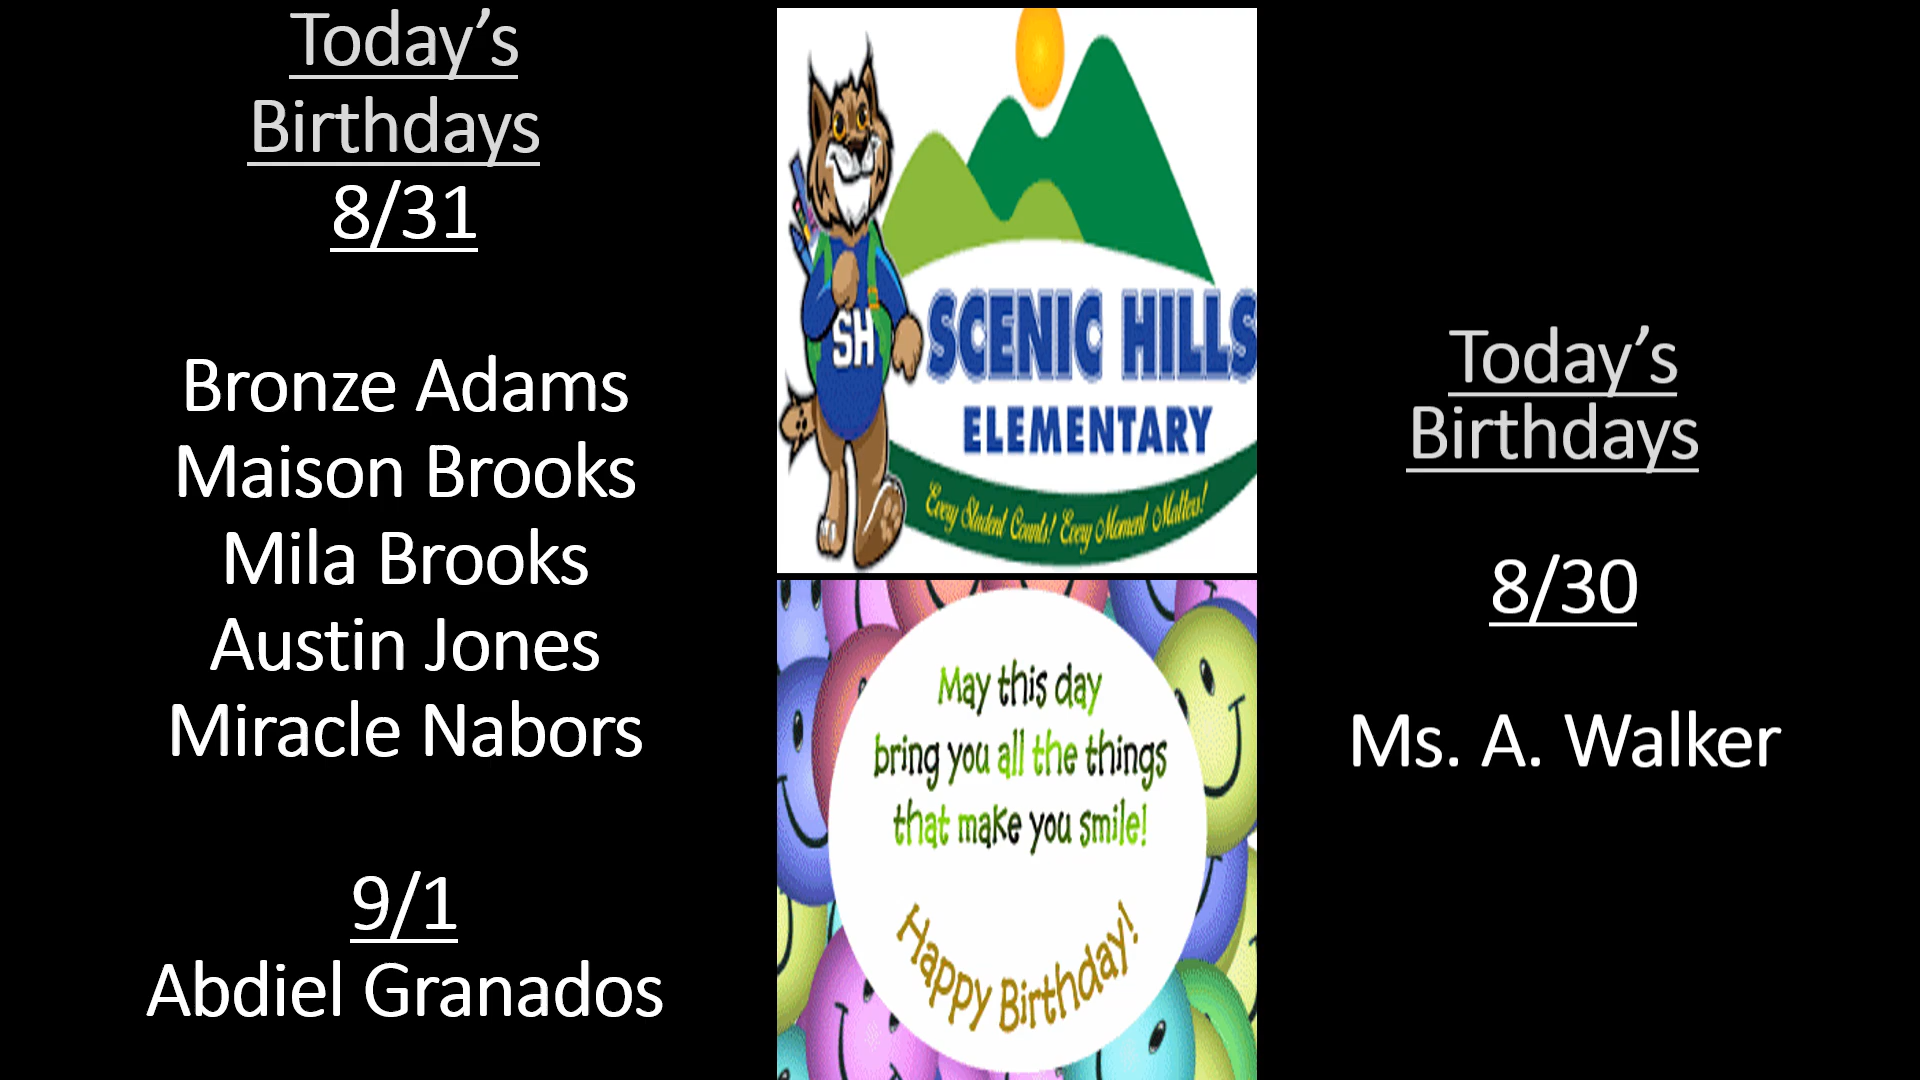 Today’s
Birthdays
8/31
Bronze Adams
Maison Brooks
Mila Brooks
Austin Jones
Miracle Nabors
9/1
Abdiel Granados
SH
SCENIC HILLS
ELEMENTARY
Every Student Counts! Every Moment Matters!
May this day
bring you all the things
that make you smile!
Happy Birthday!
Today’s
Birthdays
8/30
Ms. A. Walker